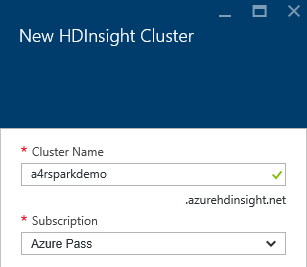 New HDInsight Cluster
* Cluster Name
a4rsparkdemo
.azurehdinsight.net
* Subscription
Azure Pass